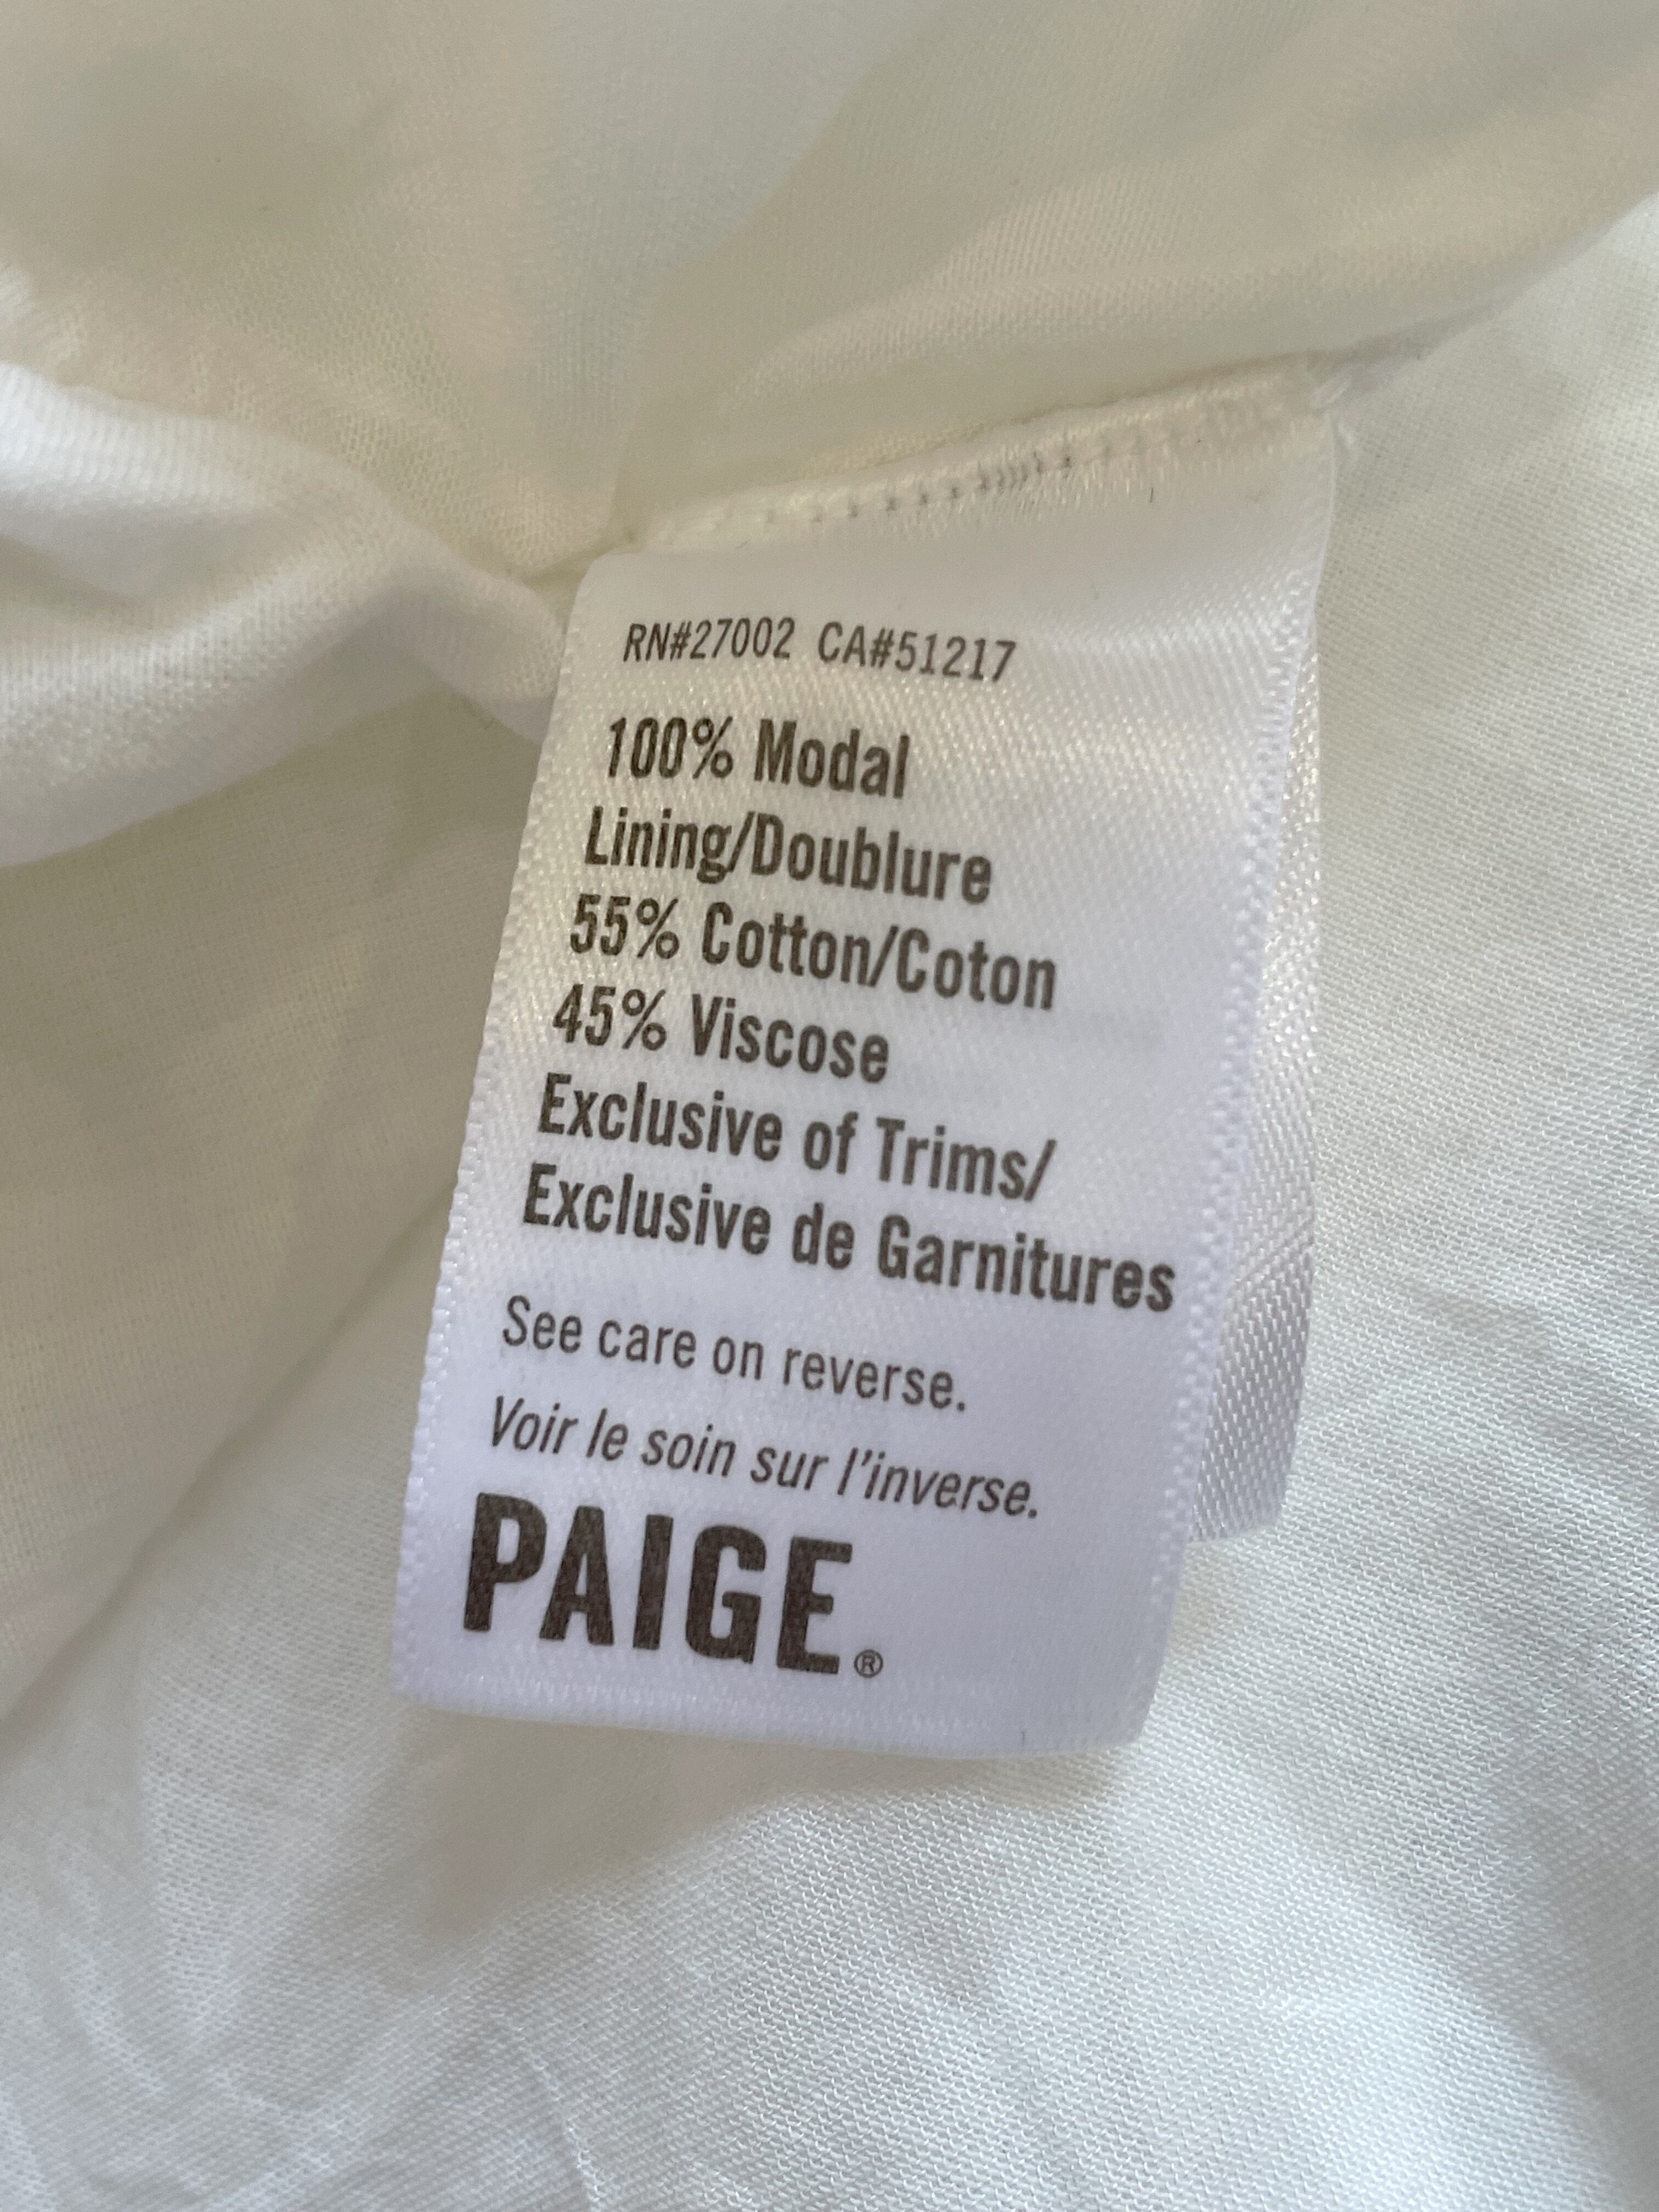 RN#27002 CA#51217
100% Modal
Lining/Doublure
55% Cotton/Coton
45% Viscose
Exclusive of Trims/
Exclusive de Garnitures
See care on reverse.
Voir le soin sur l'inverse.
PAIGE®